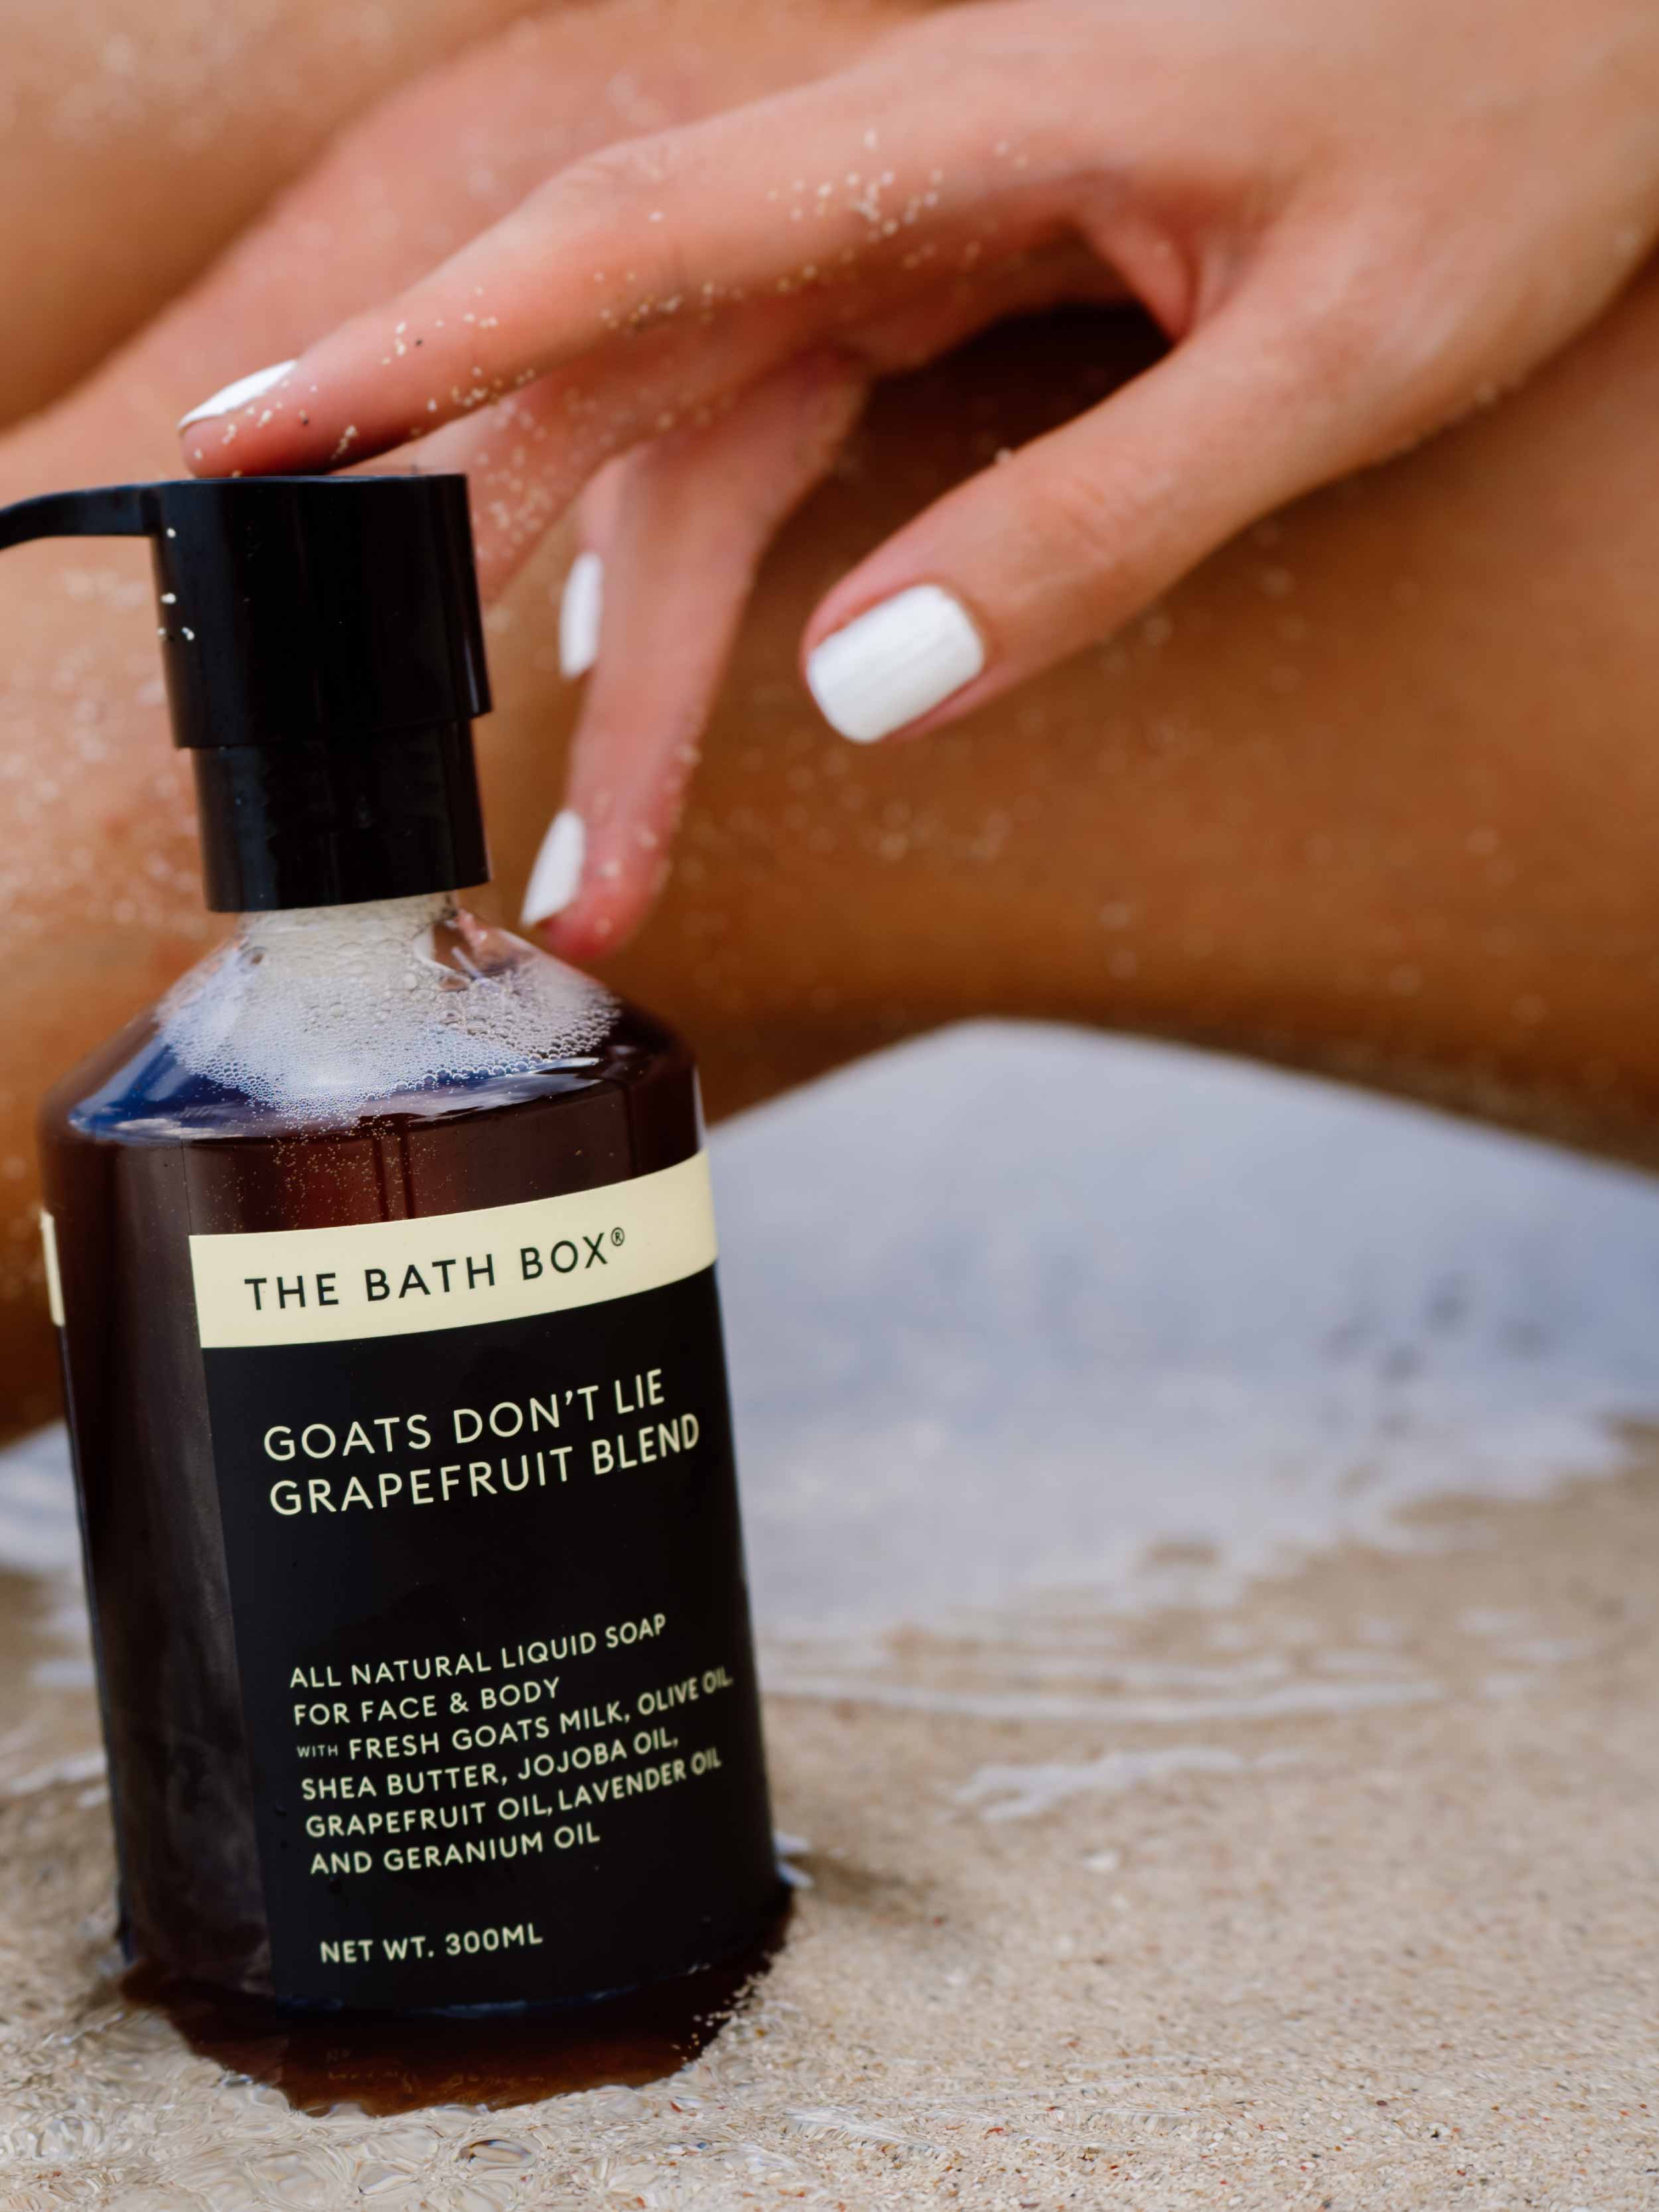 THE BATH BOX®
GOATS DON'T LIE
GRAPEFRUIT BLEND
ALL NATURAL LIQUID SOAP
FOR FACE & BODY
WITH FRESH GOATS MILK, OLIVE OIL,
SHEA BUTTER, JOJOBA OIL,
GRAPEFRUIT OIL, LAVENDER OIL
AND GERANIUM OIL
NET WT. 300ML